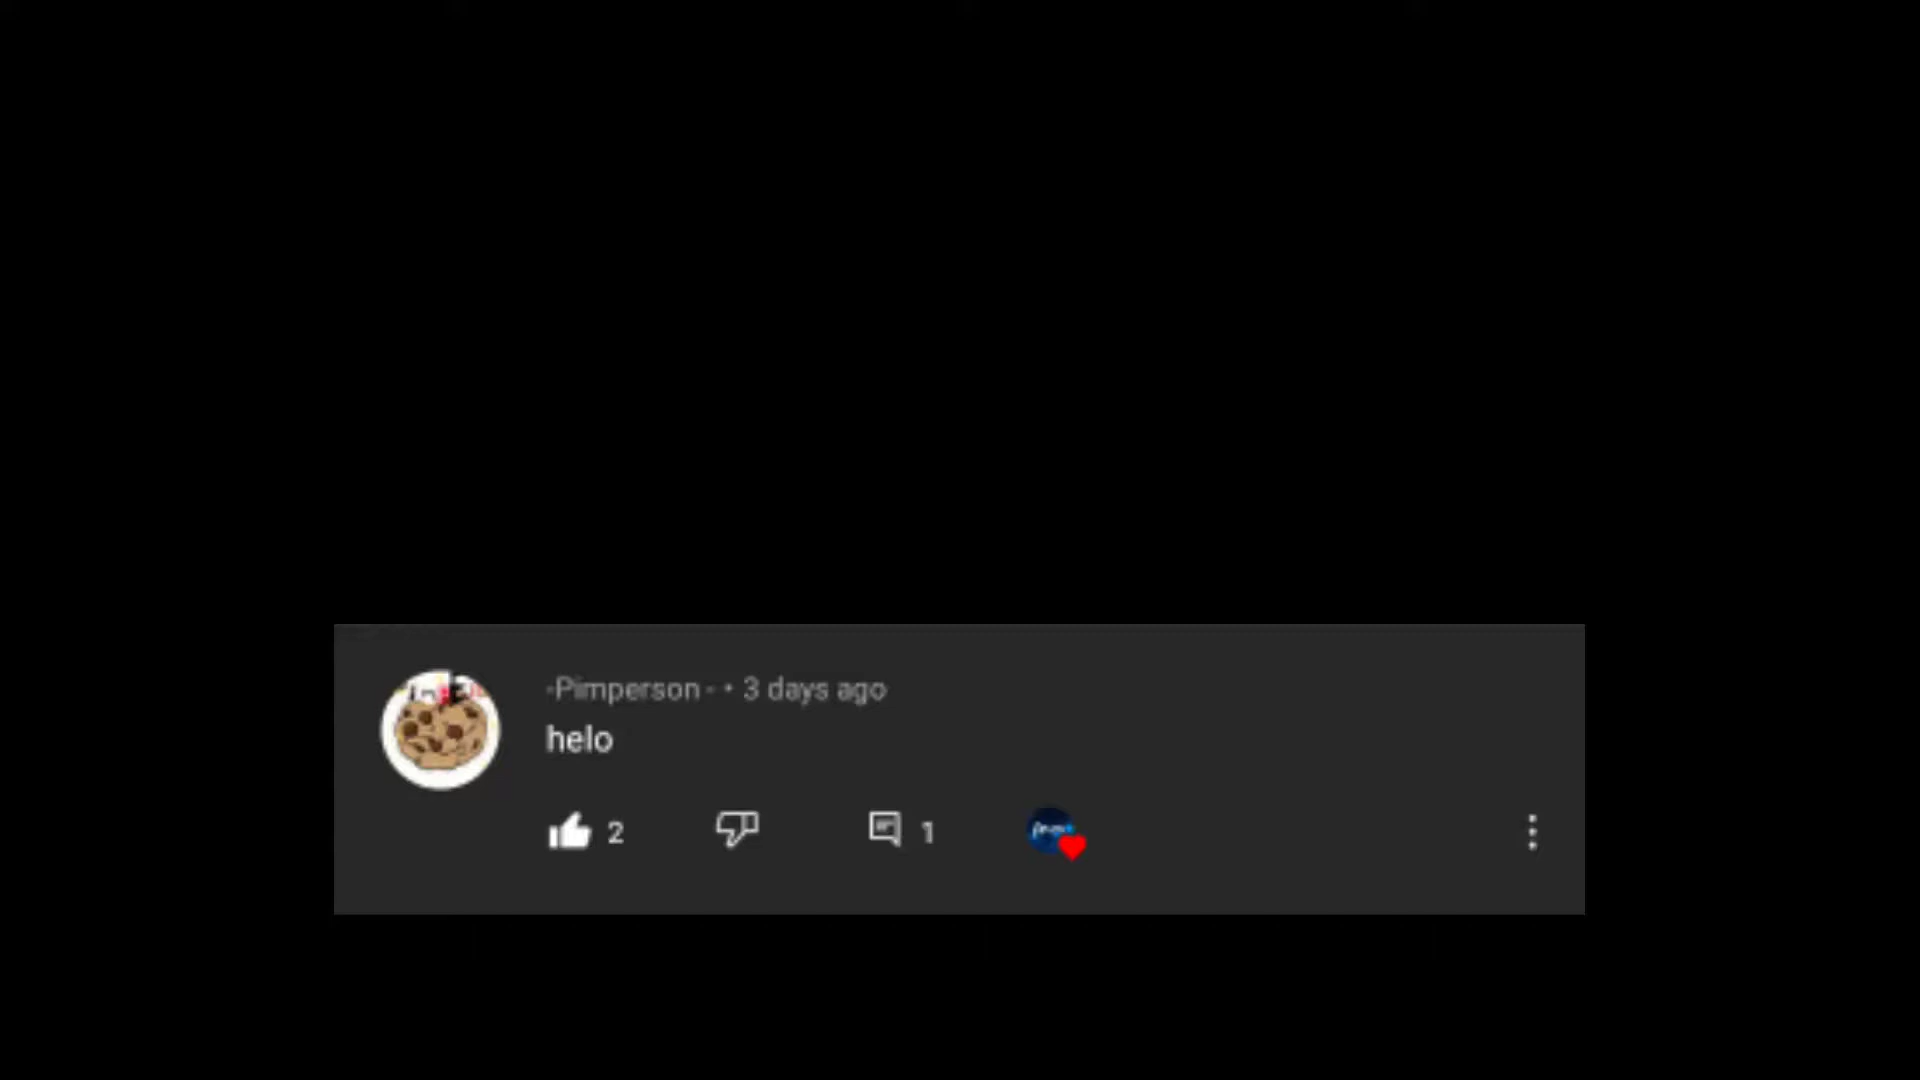 -Pimperson- • 3 days ago
helo
2 1